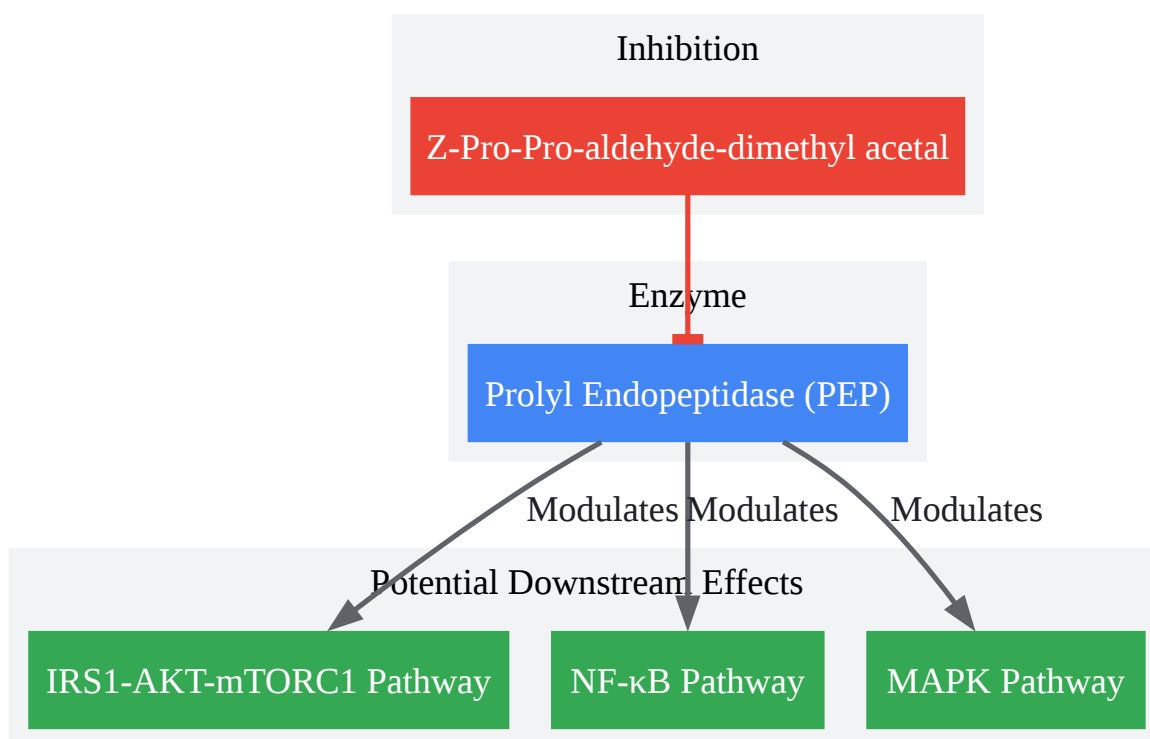 Inhibition
Z-Pro-Pro-aldehyde-dimethyl acetal
Enzyme
Prolyl Endopeptidase (PEP)
Modulates
Modulates
Modulates
Potential Downstream Effects
IRS1-AKT-mTORC1 Pathway
NF-κB Pathway
MAPK Pathway